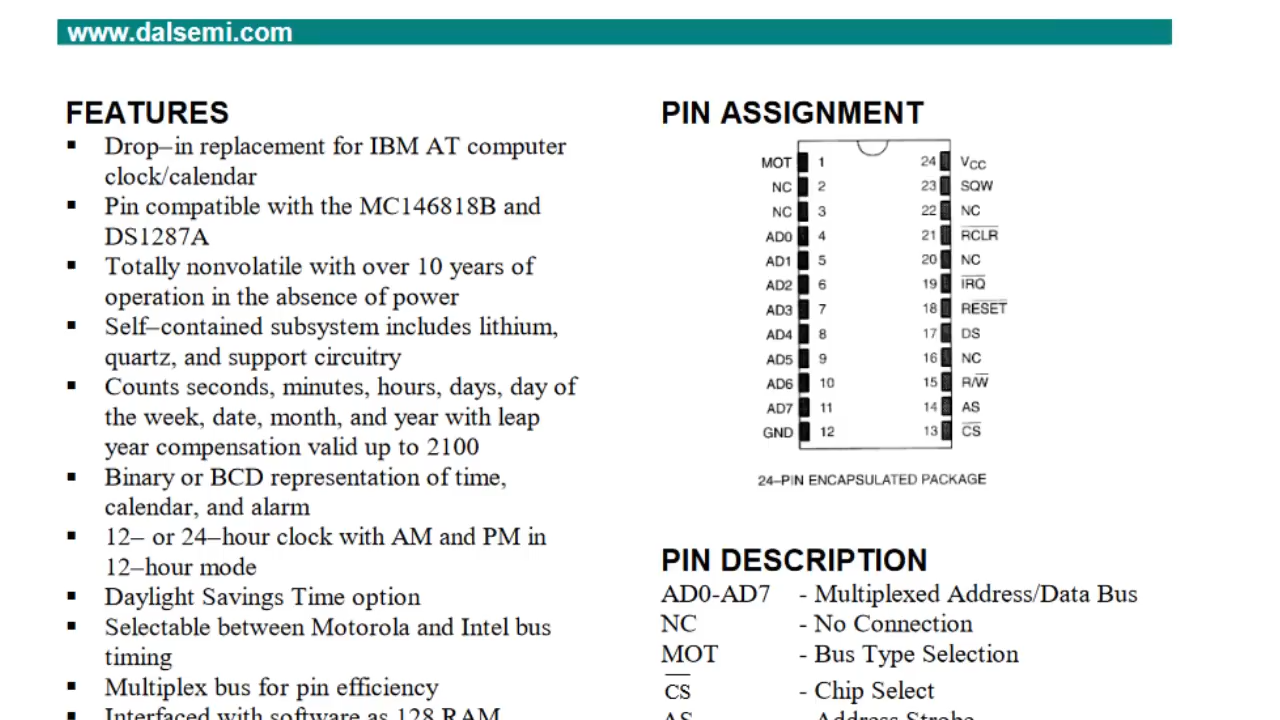 www.dalsemi.com
FEATURES
▪ Drop–in replacement for IBM AT computer
clock/calendar
▪ Pin compatible with the MC146818B and
DS1287A
▪ Totally nonvolatile with over 10 years of
operation in the absence of power
▪ Self–contained subsystem includes lithium,
quartz, and support circuitry
▪ Counts seconds, minutes, hours, days, day of
the week, date, month, and year with leap
year compensation valid up to 2100
▪ Binary or BCD representation of time,
calendar, and alarm
▪ 12– or 24–hour clock with AM and PM in
12–hour mode
▪ Daylight Savings Time option
▪ Selectable between Motorola and Intel bus
timing
▪ Multiplex bus for pin efficiency
▪ Interfaced with software as 128 RAM
PIN ASSIGNMENT
MOT 1 24 VCC
NC 2 23 SQW
NC 3 22 NC
AD0 4 21 RCLR
AD1 5 20 NC
AD2 6 19 IRQ
AD3 7 18 RESET
AD4 8 17 DS
AD5 9 16 NC
AD6 10 15 R/W
AD7 11 14 AS
GND 12 13 CS
24–PIN ENCAPSULATED PACKAGE
PIN DESCRIPTION
AD0-AD7 - Multiplexed Address/Data Bus
NC - No Connection
MOT - Bus Type Selection
CS - Chip Select
AS - Address Strobe